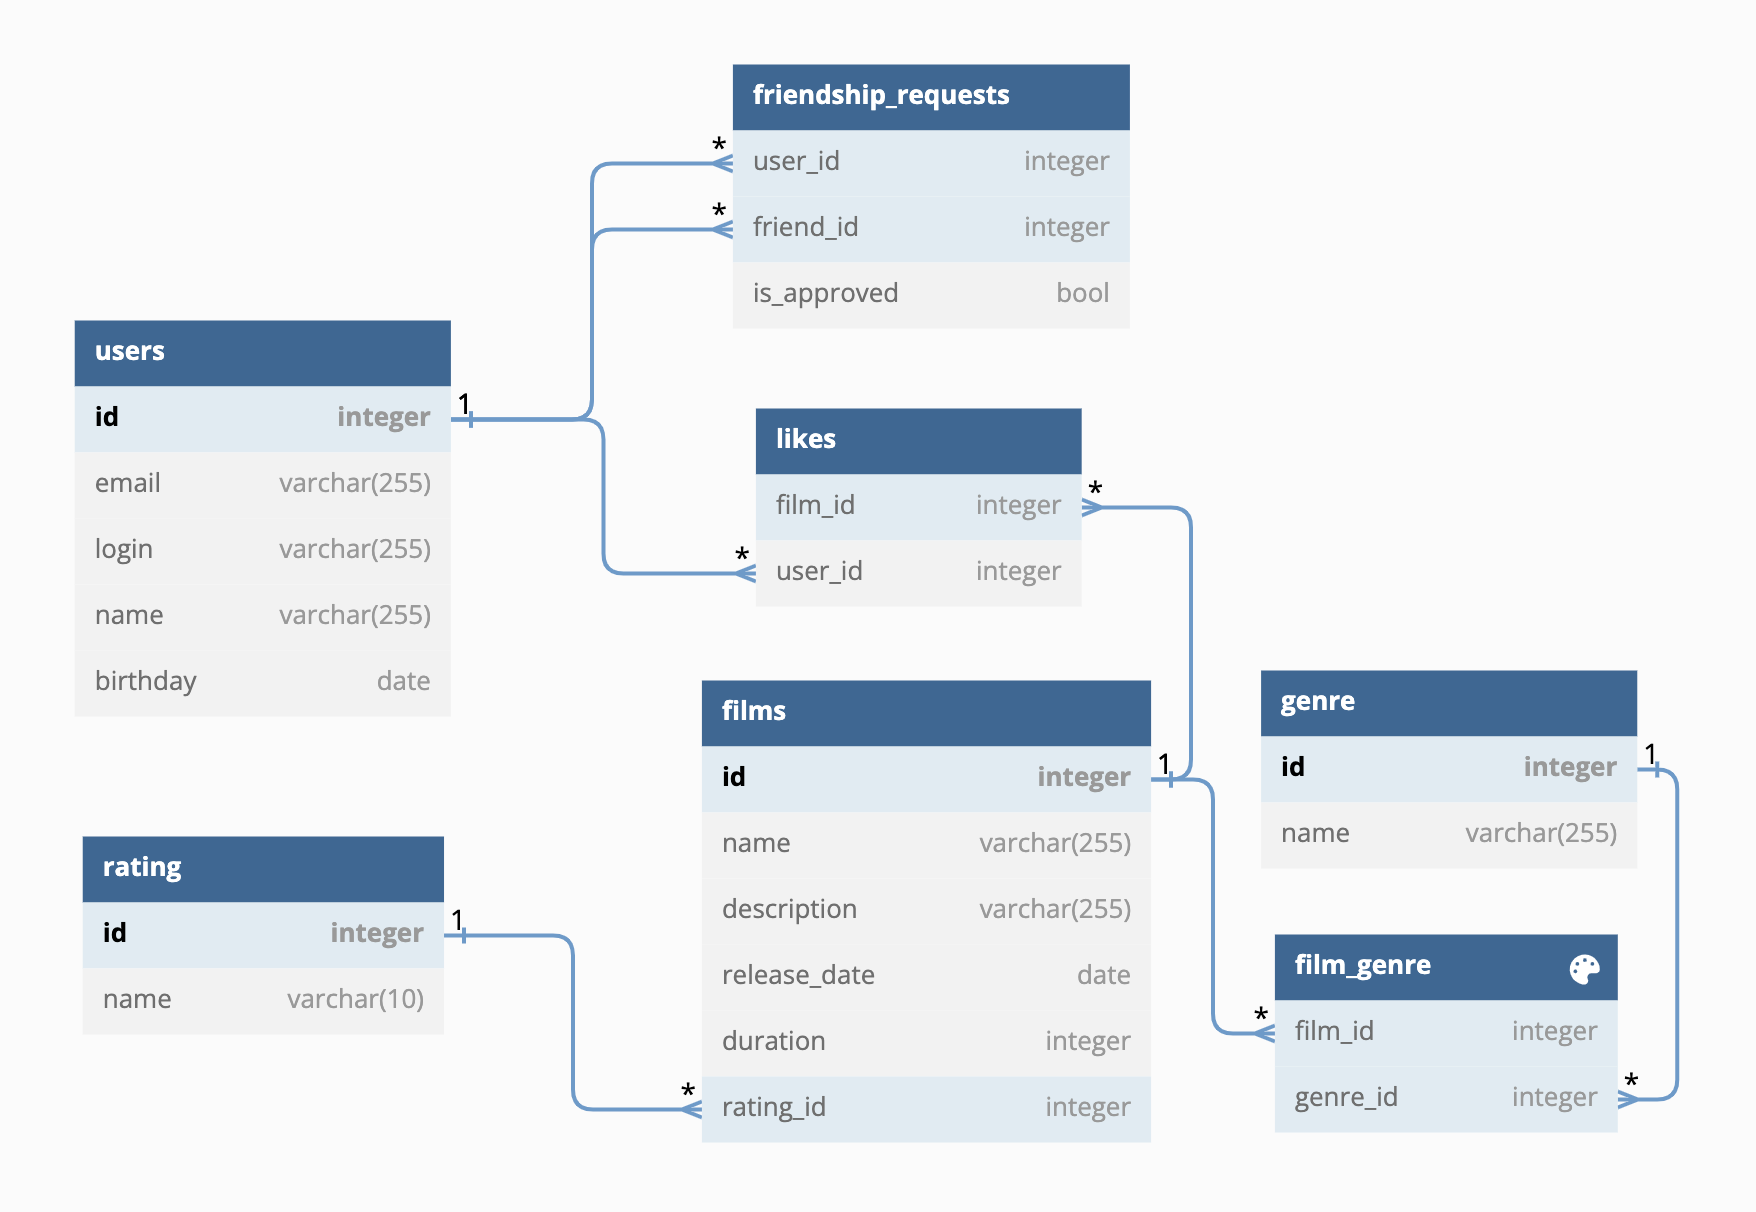 friendship_requests
* user_id integer
* friend_id integer
is_approved bool
users
id integer 1
email varchar(255)
login varchar(255)
name varchar(255)
birthday date
likes
film_id integer *
* user_id integer
films
id integer 1
name varchar(255)
description varchar(255)
release_date date
duration integer
* rating_id integer
genre
id integer 1
name varchar(255)
rating
id integer 1
name varchar(10)
film_genre
* film_id integer
genre_id integer *